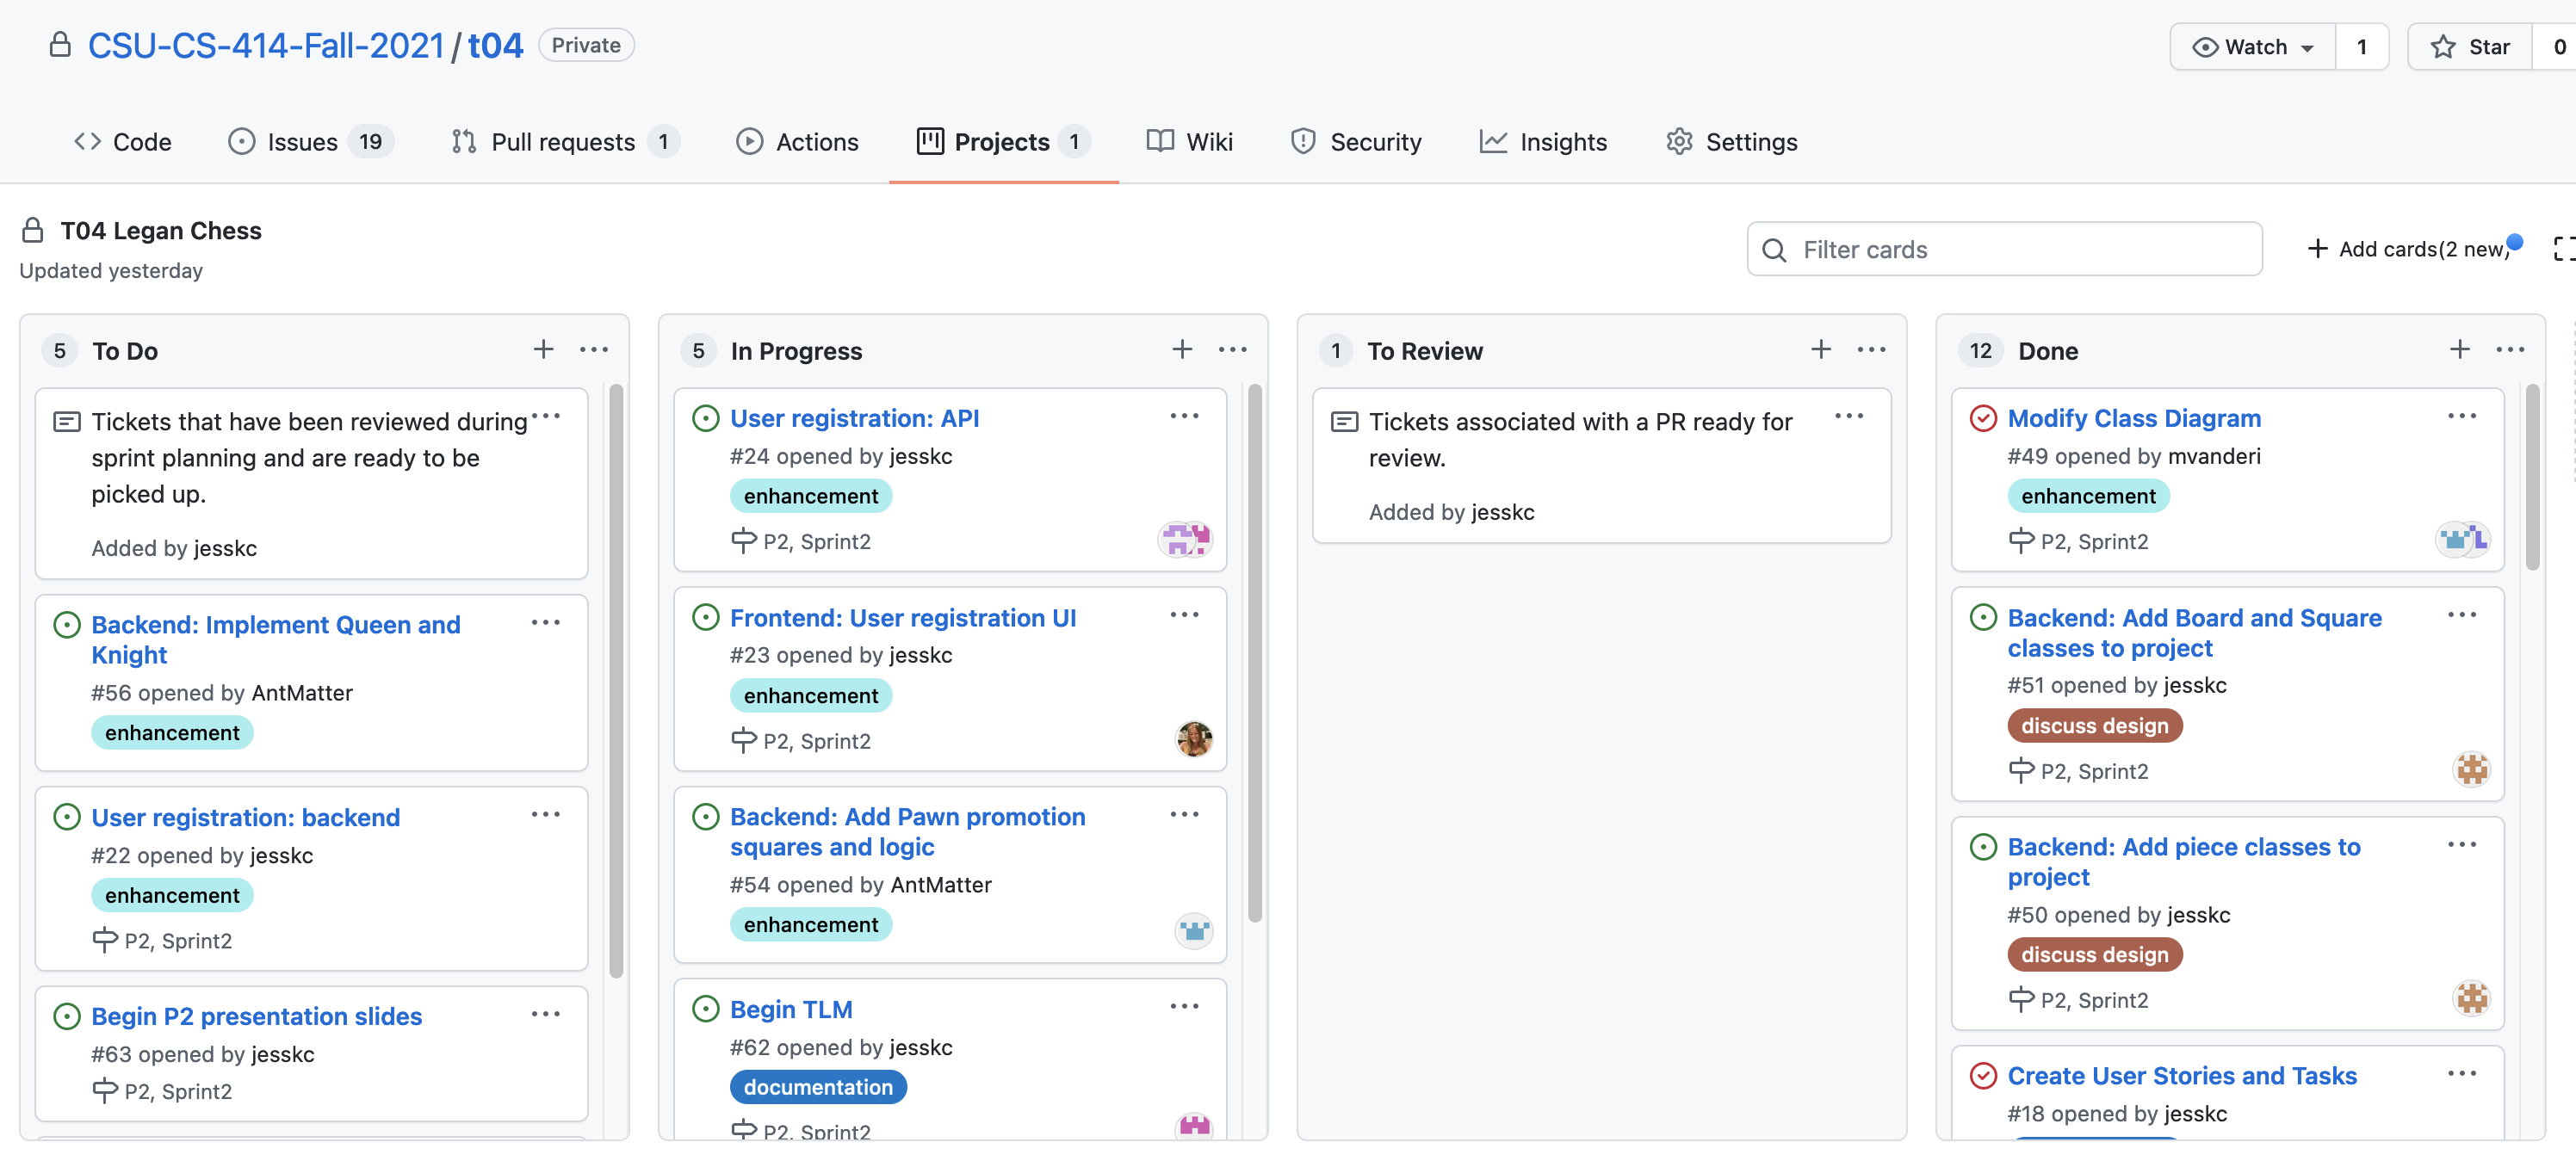 CSU-CS-414-Fall-2021 / t04 Private
Watch 1 Star 0
Code Issues 19 Pull requests 1 Actions Projects 1 Wiki Security Insights Settings
T04 Legan Chess
Updated yesterday
Filter cards
Add cards(2 new)
5 To Do
Tickets that have been reviewed during
sprint planning and are ready to be
picked up.
Added by jesskc
Backend: Implement Queen and
Knight
#56 opened by AntMatter
enhancement
User registration: backend
#22 opened by jesskc
enhancement
P2, Sprint2
Begin P2 presentation slides
#63 opened by jesskc
P2, Sprint2
5 In Progress
User registration: API
#24 opened by jesskc
enhancement
P2, Sprint2
Frontend: User registration UI
#23 opened by jesskc
enhancement
P2, Sprint2
Backend: Add Pawn promotion
squares and logic
#54 opened by AntMatter
enhancement
Begin TLM
#62 opened by jesskc
documentation
P2, Sprint2
1 To Review
Tickets associated with a PR ready for
review.
Added by jesskc
12 Done
Modify Class Diagram
#49 opened by mvanderi
enhancement
P2, Sprint2
Backend: Add Board and Square
classes to project
#51 opened by jesskc
discuss design
P2, Sprint2
Backend: Add piece classes to
project
#50 opened by jesskc
discuss design
P2, Sprint2
Create User Stories and Tasks
#18 opened by jesskc